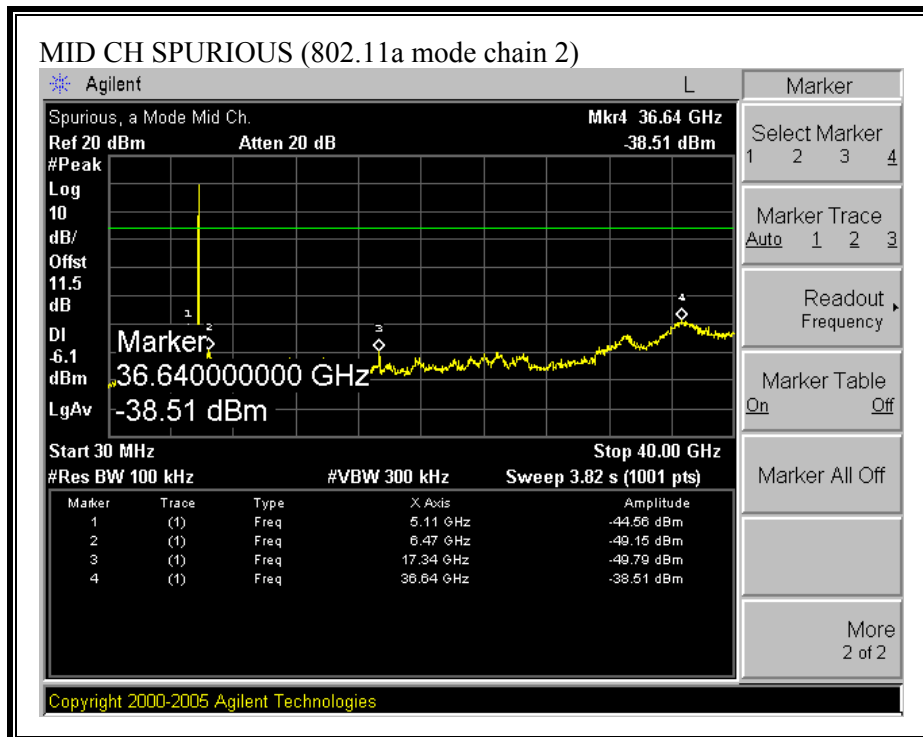 MID CH SPURIOUS (802.11a mode chain 2)
Agilent L
Marker
Spurious, a Mode Mid Ch. Mkr4 36.64 GHz
Ref 20 dBm Atten 20 dB -38.51 dBm
#Peak
Log
10
dB/
Offst
11.5
dB
DI
-6.1
dBm
LgAv
1
2
3
4
Marker
36.640000000 GHz
-38.51 dBm
Start 30 MHz Stop 40.00 GHz
#Res BW 100 kHz #VBW 300 kHz Sweep 3.82 s (1001 pts)
Marker Trace Type X Axis Amplitude
1 (1) Freq 5.11 GHz -44.56 dBm
2 (1) Freq 6.47 GHz -49.15 dBm
3 (1) Freq 17.34 GHz -49.79 dBm
4 (1) Freq 36.64 GHz -38.51 dBm
Select Marker
1 2 3 4
Marker Trace
Auto 1 2 3
Readout
Frequency
Marker Table
On Off
Marker All Off
More
2 of 2
Copyright 2000-2005 Agilent Technologies